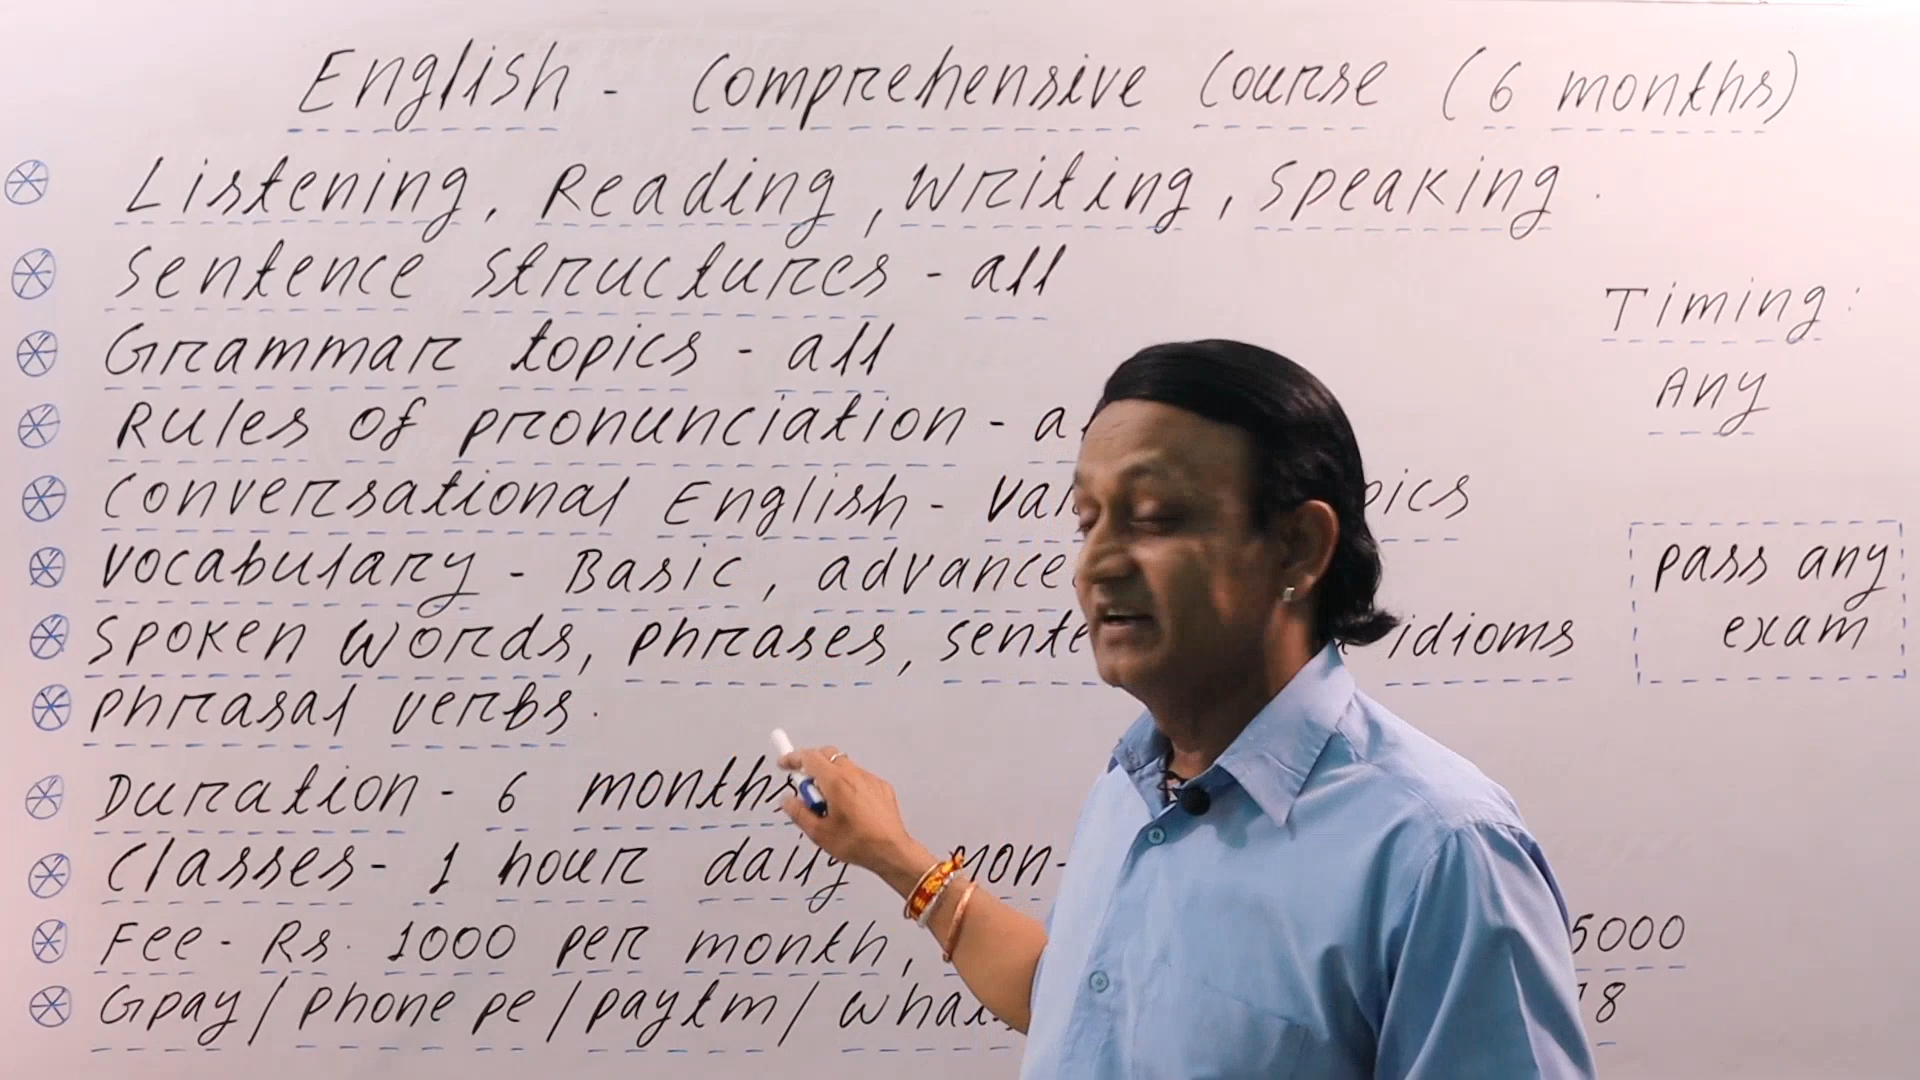 English - Comprehensive Course (6 months)
Listening, Reading, Writing, Speaking.
Sentence structures - all
Grammar topics - all
Rules of pronunciation -
Conversational English -
Vocabulary - Basic,
Spoken words, phrases, idioms
Phrasal verbs.
Duration - 6 months
Classes - 1 hour daily mon-
Fee - Rs. 1000 per month, 5000
Gpay / phone pe / paytm /
Timing:
Any
pass any
exam